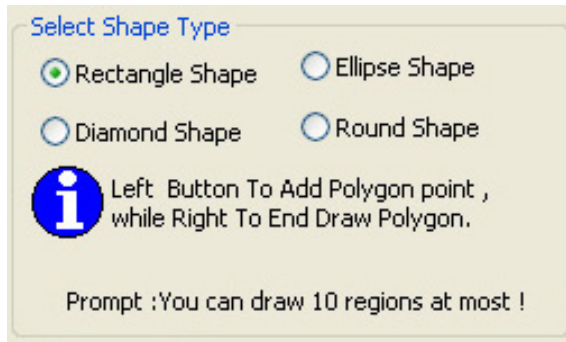 Select Shape Type
Rectangle Shape
Ellipse Shape
Diamond Shape
Round Shape
Left Button To Add Polygon point ,
while Right To End Draw Polygon.
Prompt :You can draw 10 regions at most !